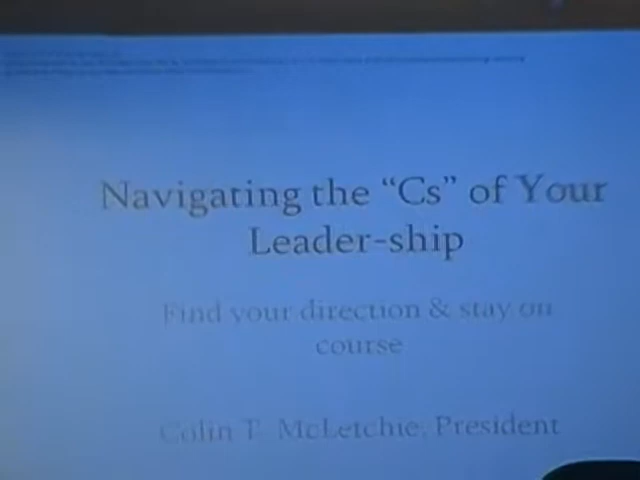 Navigating the “Cs” of Your
Leader-ship
Find your direction & stay on
course
Colin T. McLetchie, President